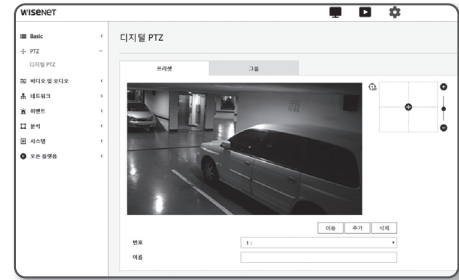 WISENET
Basic
PTZ
디지털 PTZ
비디오 및 오디오
네트워크
이벤트
분석
시스템
오픈 플랫폼
디지털 PTZ
프리셋
그룹
이동
추가
삭제
번호
1 :
이름